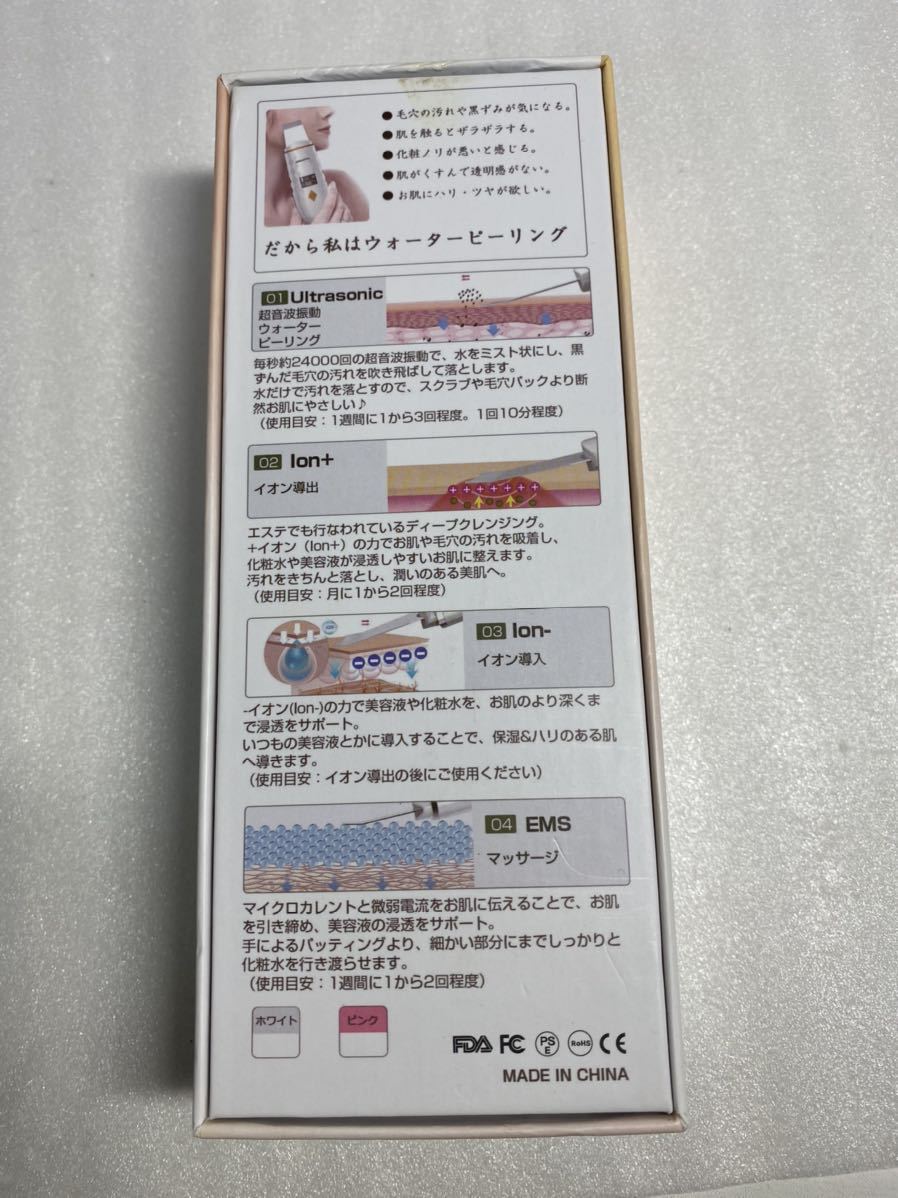 ●毛穴の汚れや黒ずみが気になる。
●肌を触るとザラザラする。
●化粧ノリが悪いと感じる。
●肌がくすんで透明感がない。
●お肌にハリ・ツヤが欲しい。
だから私はウォーターピーリング
01 Ultrasonic
超音波振動
ウォーター
ピーリング
毎秒約24000回の超音波振動で、水をミスト状にし、黒
ずんだ毛穴の汚れを吹き飛ばして落とします。
水だけで汚れを落とすので、スクラブや毛穴パックより断
然お肌にやさしい♪
（使用目安：1週間に1から3回程度。1回10分程度）
02 Ion+
イオン導出
エステでも行なわれているディープクレンジング。
+イオン（Ion+）の力でお肌や毛穴の汚れを吸着し、
化粧水や美容液が浸透しやすいお肌に整えます。
汚れをきちんと落とし、潤いのある美肌へ。
（使用目安：月に1から2回程度）
03 Ion-
イオン導入
-イオン(Ion-)の力で美容液や化粧水を、お肌のより深くま
で浸透をサポート。
いつもの美容液とかに導入することで、保湿&ハリのある肌
へ導きます。
（使用目安：イオン導出の後にご使用ください）
04 EMS
マッサージ
マイクロカレントと微弱電流をお肌に伝えることで、お肌
を引き締め、美容液の浸透をサポート。
手によるパッティングより、細かい部分にまでしっかりと
化粧水を行き渡らせます。
（使用目安：1週間に1から2回程度）
ホワイト ピンク
FDA FC PSE RoHS CE
MADE IN CHINA